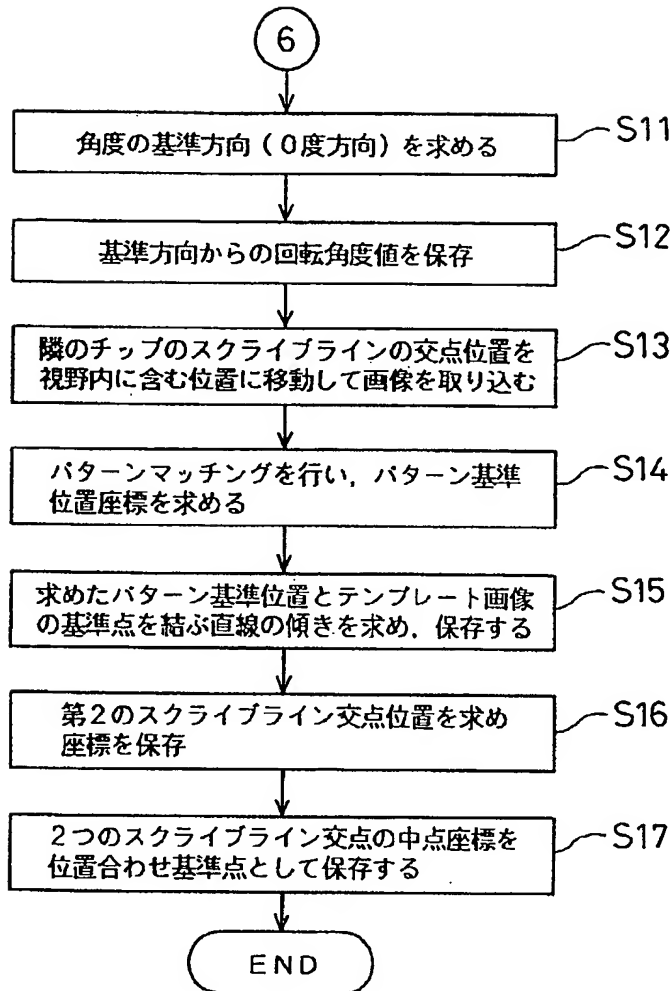 6
角度の基準方向（０度方向）を求める
S11
基準方向からの回転角度値を保存
S12
隣のチップのスクライブラインの交点位置を
視野内に含む位置に移動して画像を取り込む
S13
パターンマッチングを行い，パターン基準
位置座標を求める
S14
求めたパターン基準位置とテンプレート画像
の基準点を結ぶ直線の傾きを求め，保存する
S15
第２のスクライブライン交点位置を求め
座標を保存
S16
２つのスクライブライン交点の中点座標を
位置合わせ基準点として保存する
S17
END